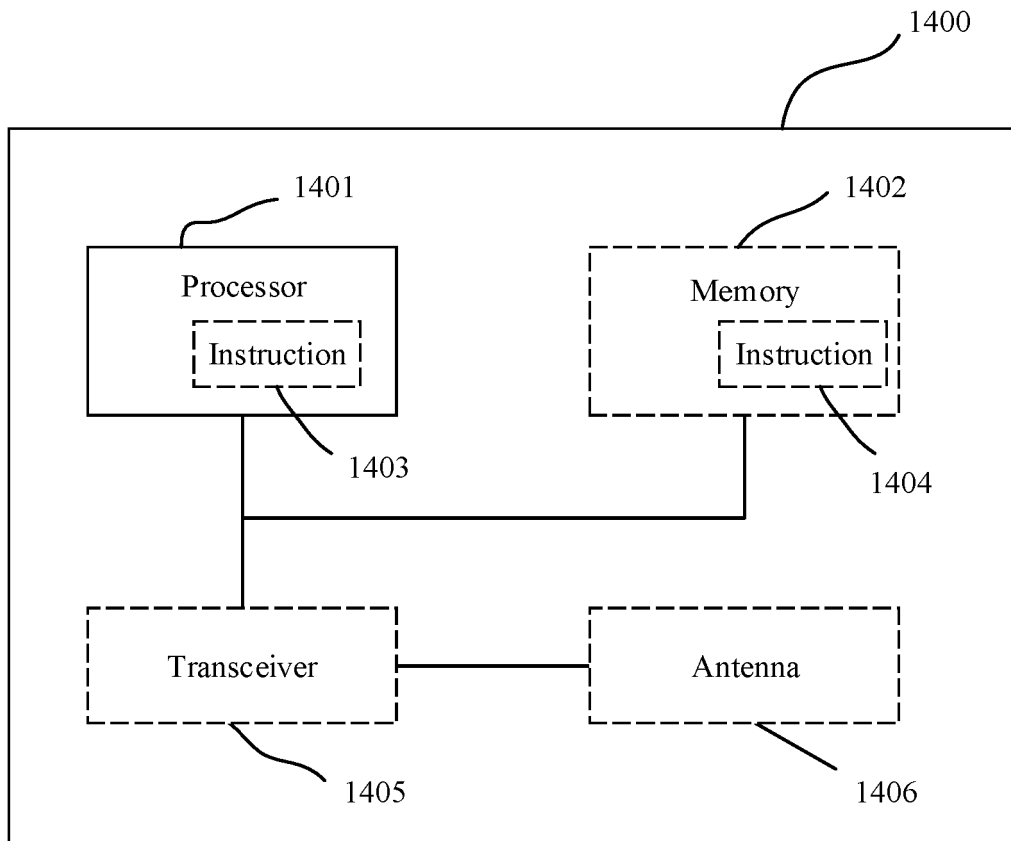 1400
1401
1402
Processor
Memory
Instruction
Instruction
1403
1404
Transceiver
Antenna
1405
1406